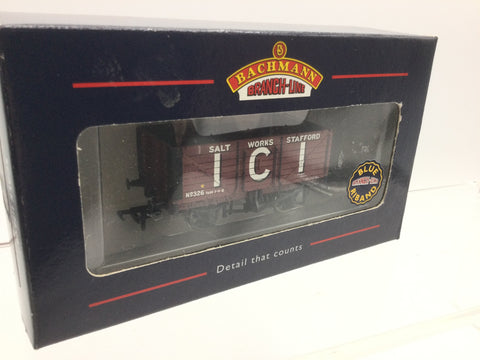 B
BACHMANN
BRANCH-LINE
SALT WORKS STAFFORD
I C I
No326
BLUE
RIBAND
Detail that counts